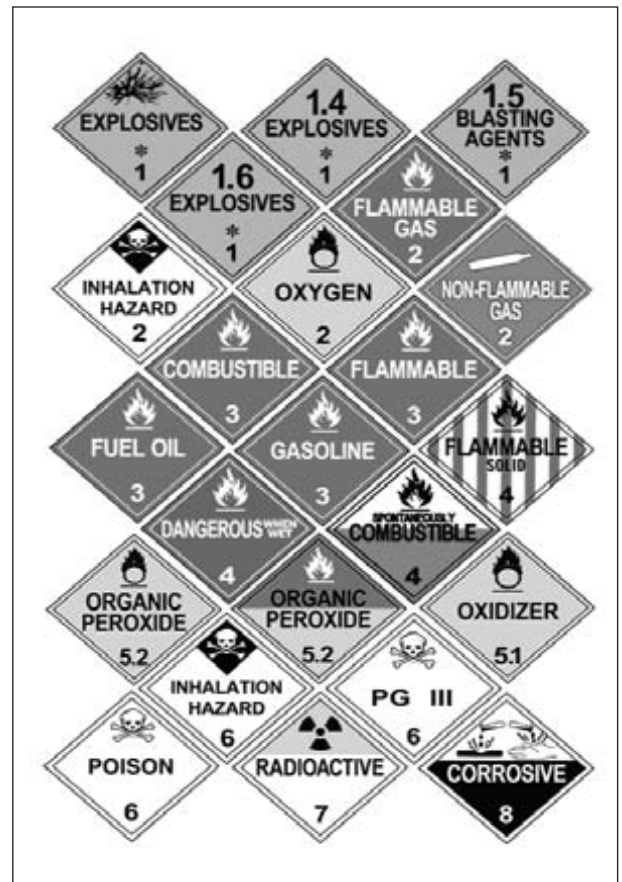 EXPLOSIVES
*
1
1.4
EXPLOSIVES
*
1
1.5
BLASTING
AGENTS
*
1
1.6
EXPLOSIVES
*
1
FLAMMABLE
GAS
2
INHALATION
HAZARD
2
OXYGEN
2
NON-FLAMMABLE
GAS
2
COMBUSTIBLE
3
FLAMMABLE
3
FUEL OIL
3
GASOLINE
3
FLAMMABLE
SOLID
4
DANGEROUS WHEN
WET
4
SPONTANEOUSLY
COMBUSTIBLE
4
ORGANIC
PEROXIDE
5.2
ORGANIC
PEROXIDE
5.2
OXIDIZER
5.1
INHALATION
HAZARD
6
PG III
6
POISON
6
RADIOACTIVE
7
CORROSIVE
8